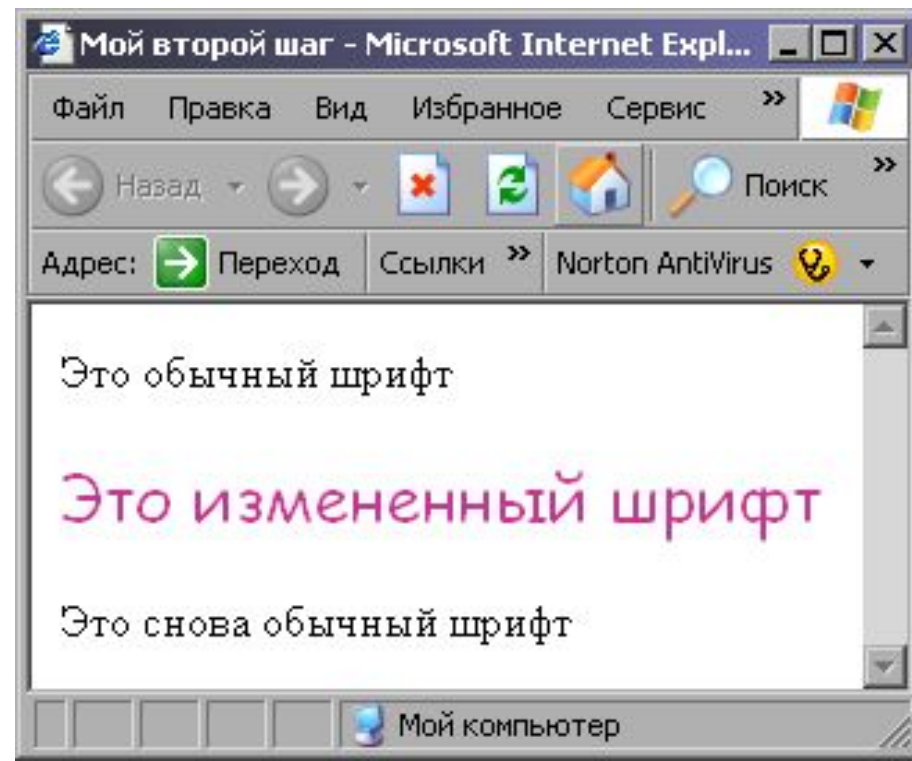 Мой второй шаг - Microsoft Internet Expl...
Файл Правка Вид Избранное Сервис »
Назад Поиск »
Адрес: Переход Ссылки » Norton AntiVirus
Это обычный шрифт
Это измененный шрифт
Это снова обычный шрифт
Мой компьютер